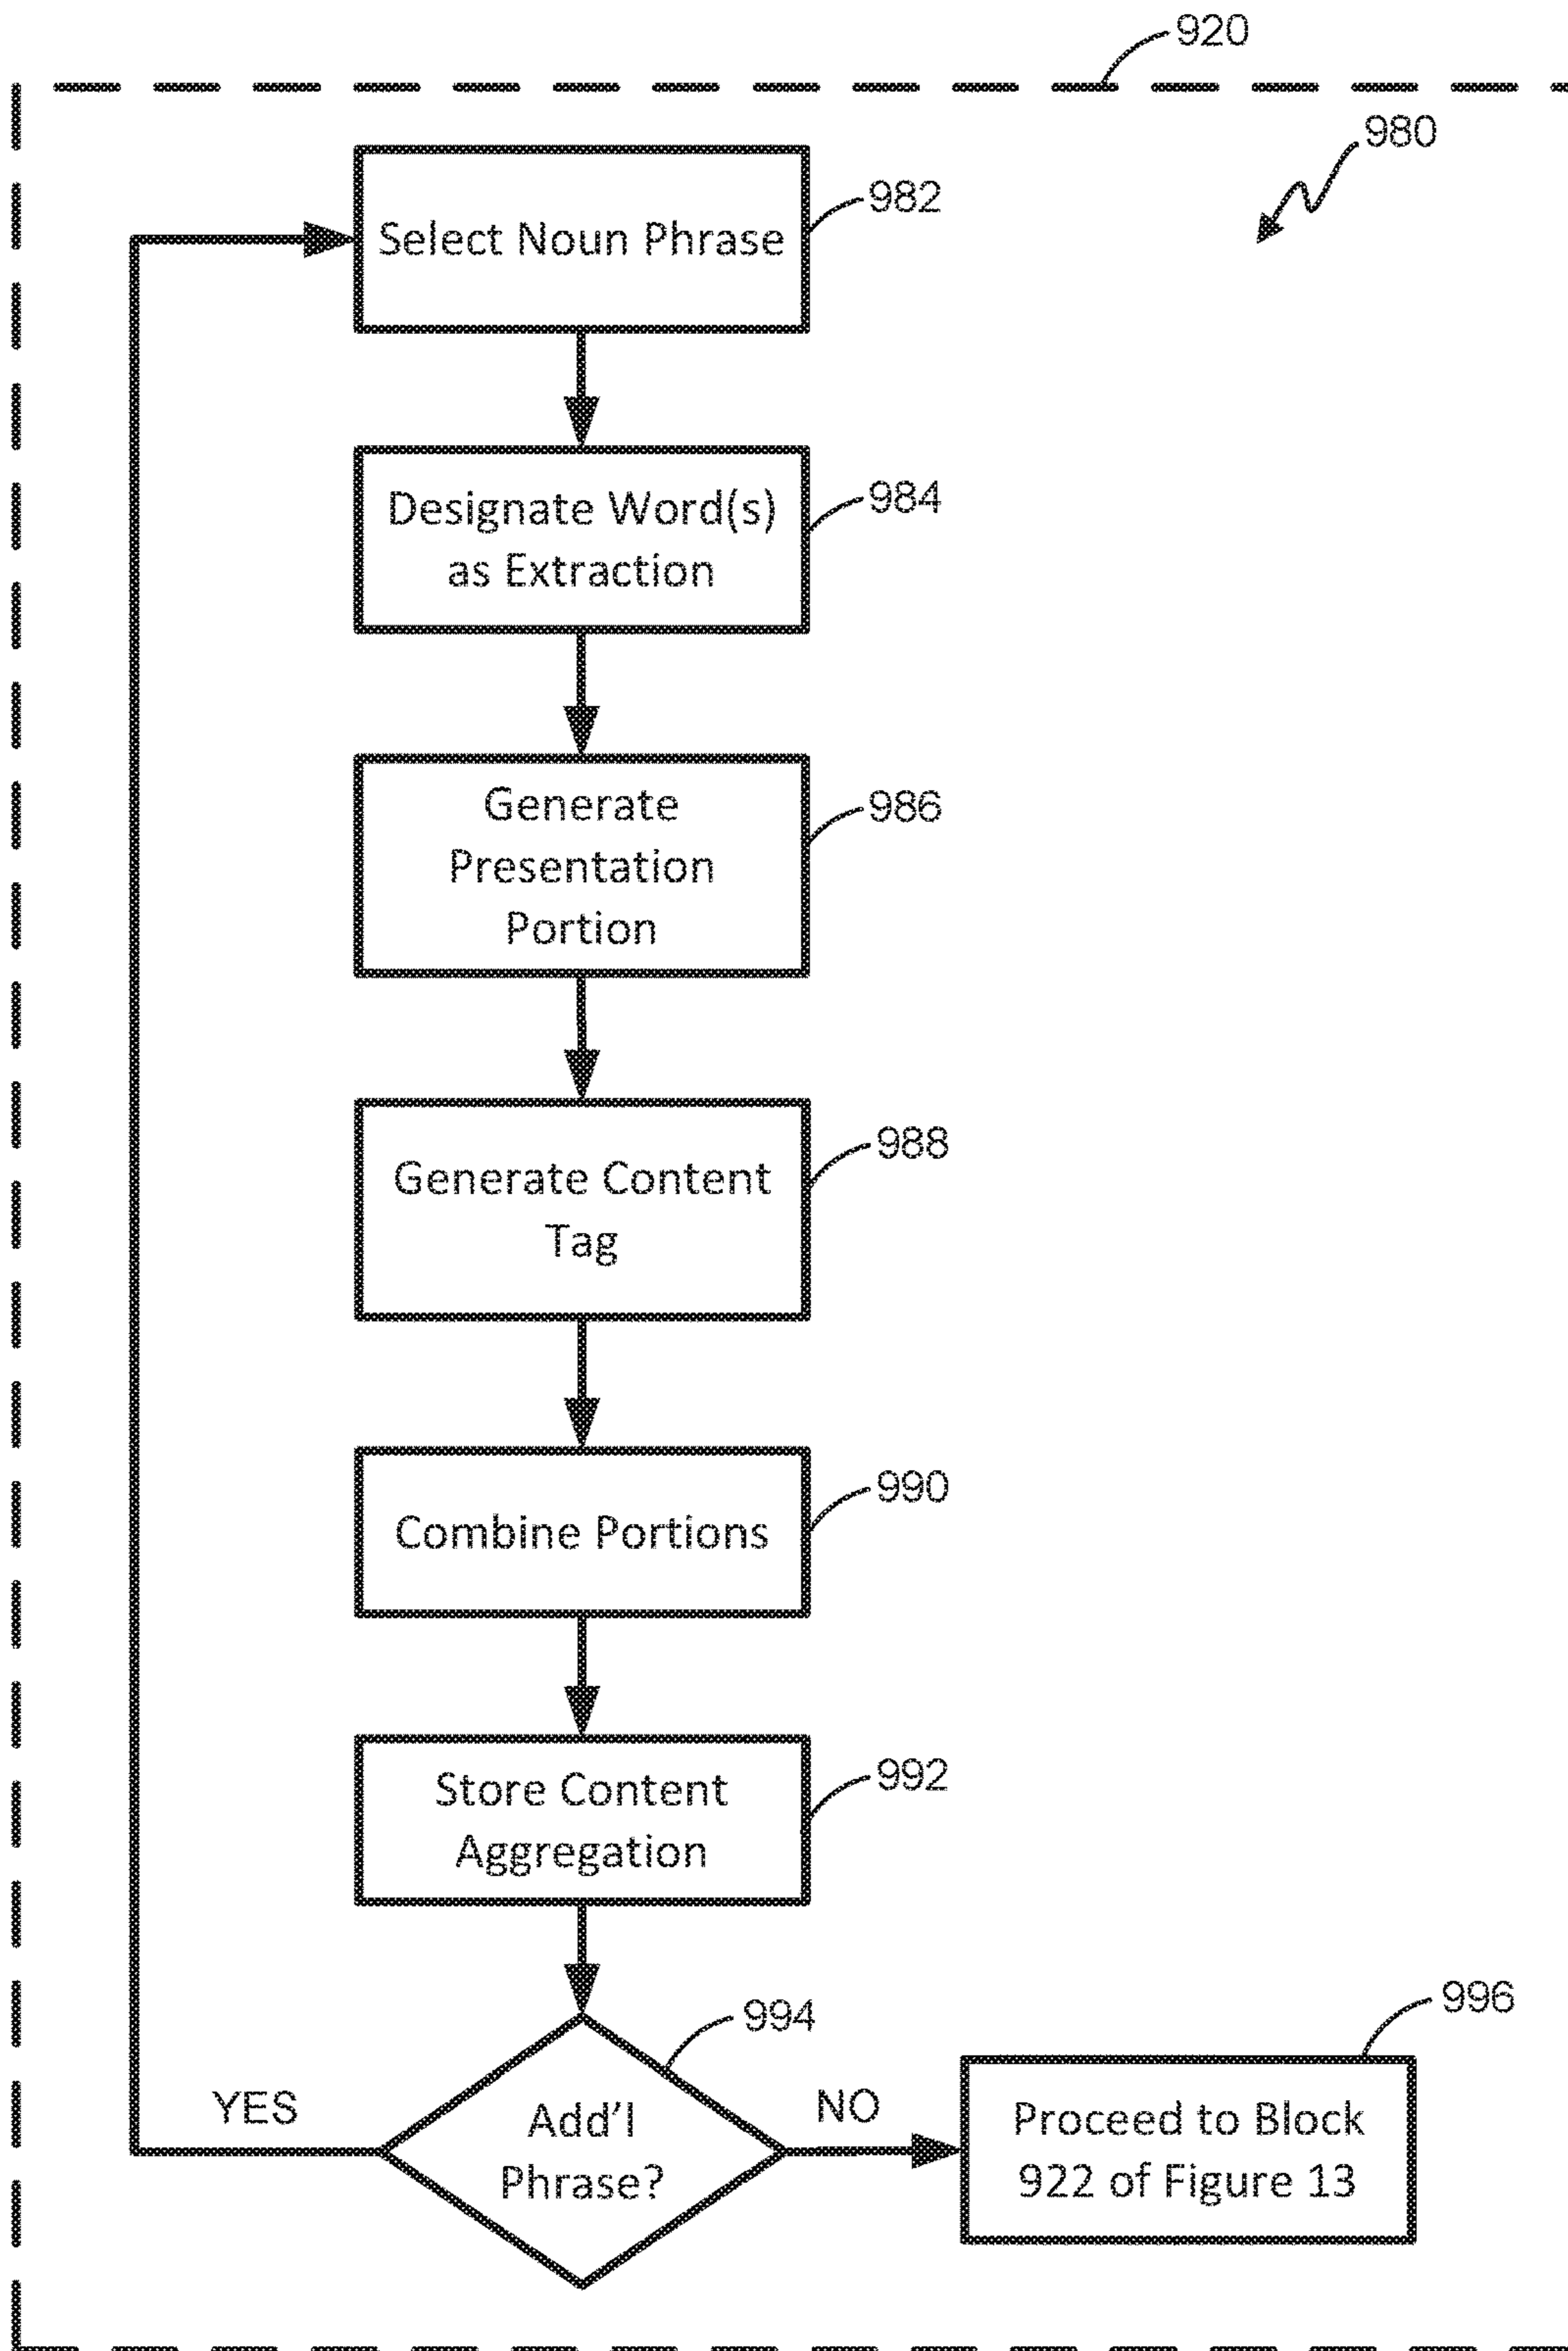 920
980
982
Select Noun Phrase
984
Designate Word(s)
as Extraction
986
Generate
Presentation
Portion
988
Generate Content
Tag
990
Combine Portions
992
Store Content
Aggregation
994
996
YES
NO
Add'l
Phrase?
Proceed to Block
922 of Figure 13